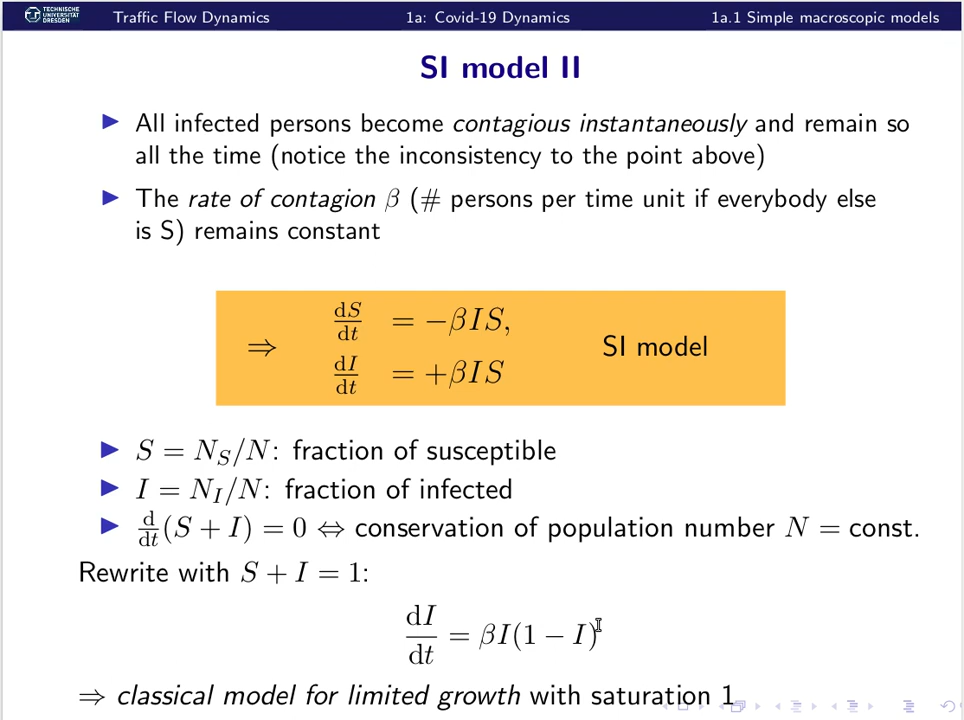 TECHNISCHE
UNIVERSITÄT
DRESDEN
Traffic Flow Dynamics 1a: Covid-19 Dynamics 1a.1 Simple macroscopic models
SI model II
▶ All infected persons become contagious instantaneously and remain so
all the time (notice the inconsistency to the point above)
▶ The rate of contagion β (# persons per time unit if everybody else
is S) remains constant
⇒ dS/dt = −βIS,
dI/dt = +βIS
SI model
▶ S = N_S/N: fraction of susceptible
▶ I = N_I/N: fraction of infected
▶ d/dt(S + I) = 0 ⇔ conservation of population number N = const.
Rewrite with S + I = 1:
dI/dt = βI(1 − I)
⇒ classical model for limited growth with saturation 1